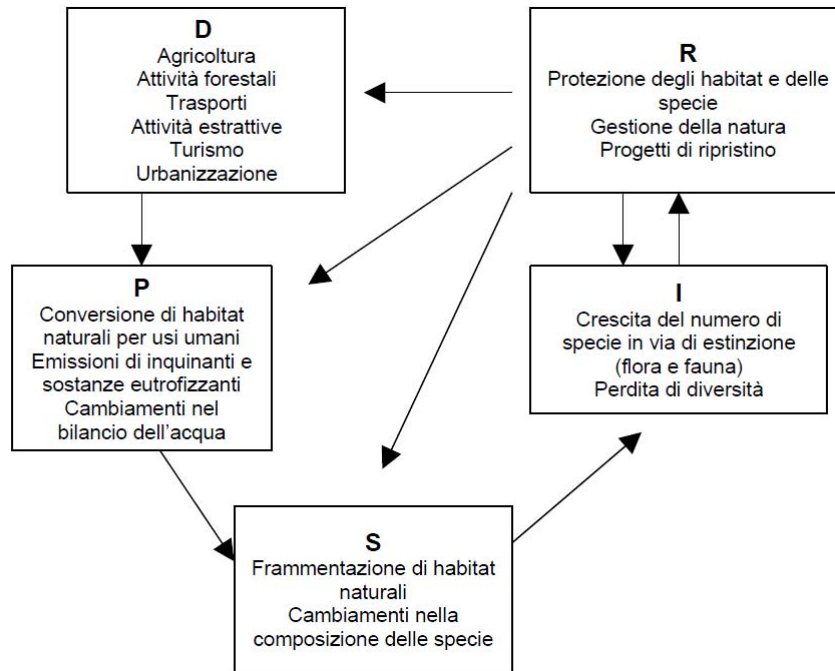 D
Agricoltura
Attività forestali
Trasporti
Attività estrattive
Turismo
Urbanizzazione
R
Protezione degli habitat e delle
specie
Gestione della natura
Progetti di ripristino
P
Conversione di habitat
naturali per usi umani
Emissioni di inquinanti e
sostanze eutrofizzanti
Cambiamenti nel
bilancio dell'acqua
I
Crescita del numero di
specie in via di estinzione
(flora e fauna)
Perdita di diversità
S
Frammentazione di habitat
naturali
Cambiamenti nella
composizione delle specie